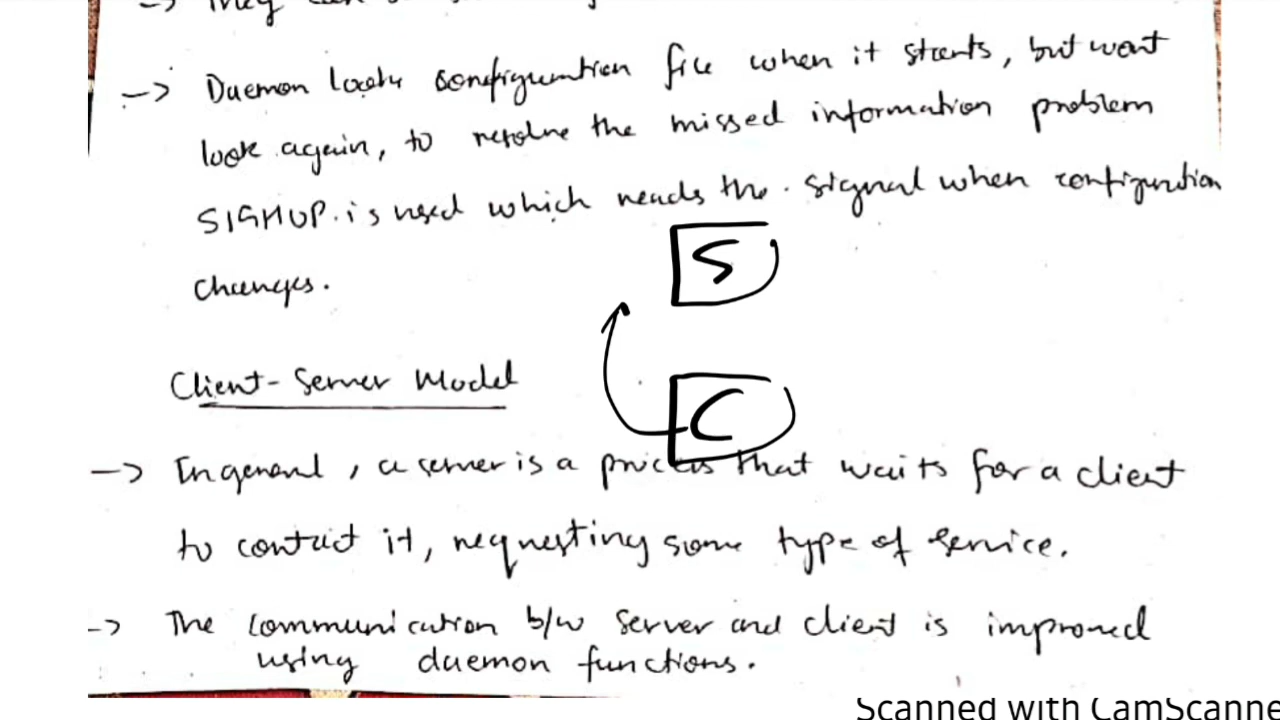 -> They can
-> Daemon looks configuration file when it starts, but wont
look again, to resolve the missed information problem
SIGHUP. is used which reads the signal when configuration
changes.
S
C
Client-Server Model
-> In general, a server is a process that waits for a client
to contact it, requesting some type of service.
-> The communication b/w server and client is improved
using daemon functions.
Scanned with CamScanne